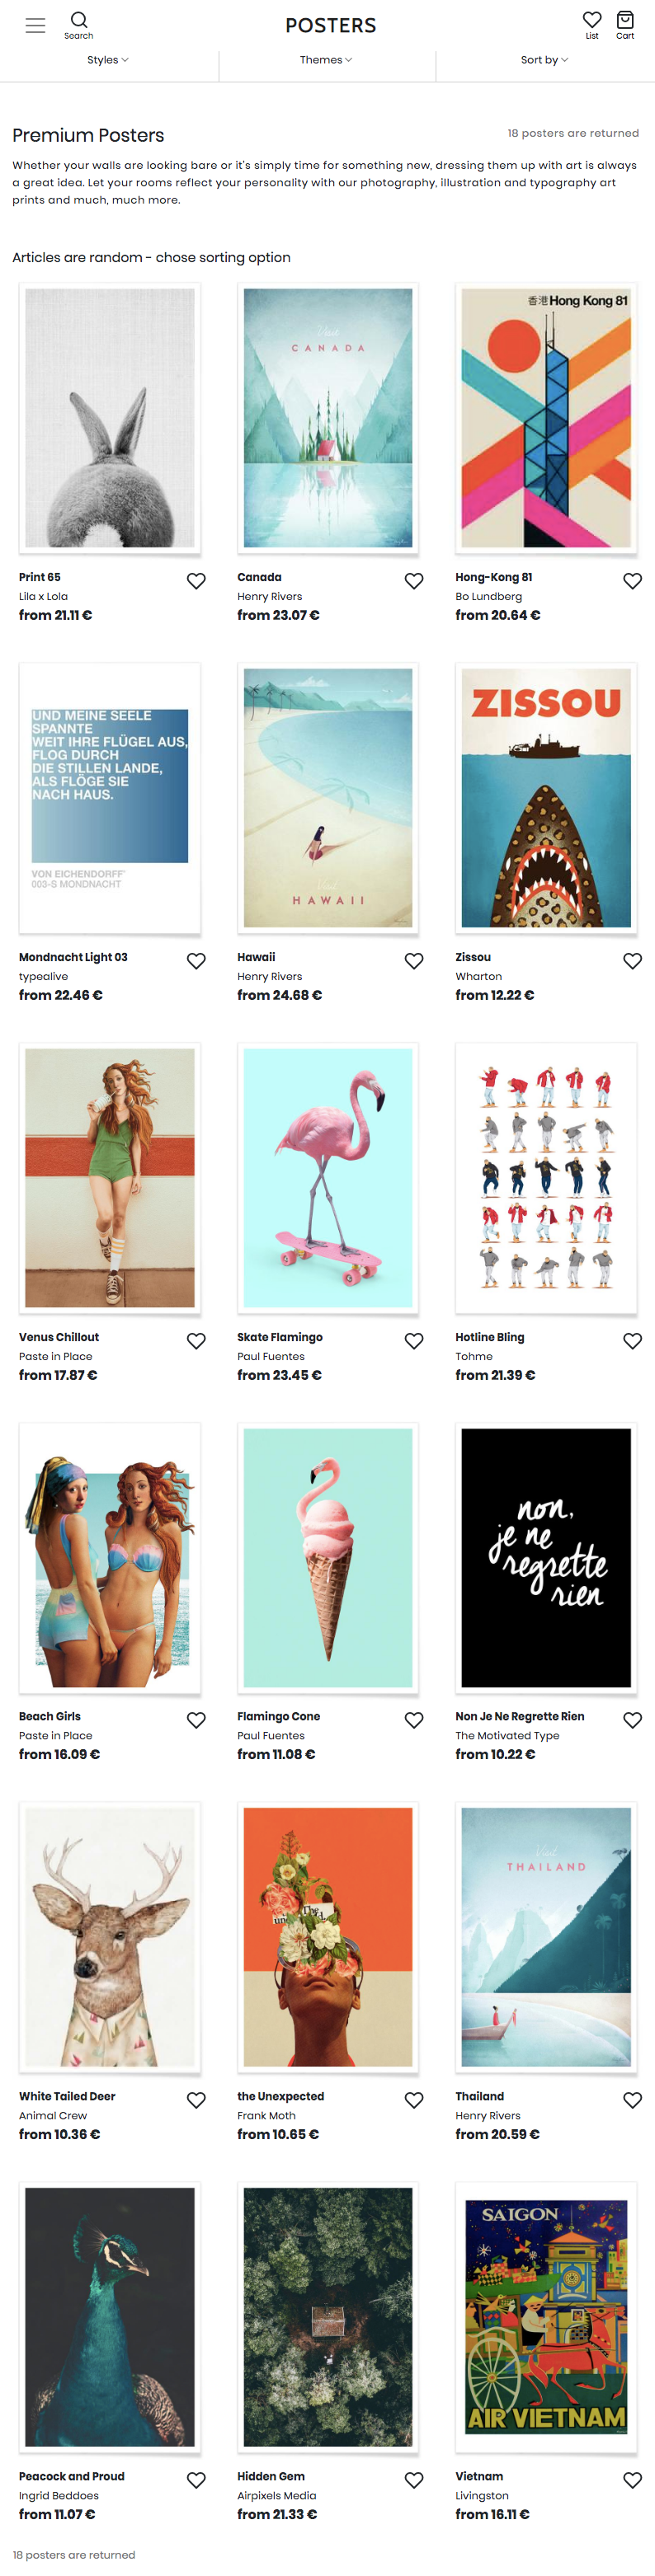 POSTERS
Search
List
Cart
Styles
Themes
Sort by
Premium Posters
18 posters are returned
Whether your walls are looking bare or it's simply time for something new, dressing them up with art is always
a great idea. Let your rooms reflect your personality with our photography, illustration and typography art
prints and much, much more.
Articles are random - chose sorting option
Visit
CANADA
香港 Hong Kong 81
Print 65
Lila x Lola
from 21.11 €
Canada
Henry Rivers
from 23.07 €
Hong-Kong 81
Bo Lundberg
from 20.64 €
UND MEINE SEELE
SPANNTE
WEIT IHRE FLÜGEL AUS,
FLOG DURCH
DIE STILLEN LANDE,
ALS FLÖGE SIE
NACH HAUS.
VON EICHENDORFF
003-S MONDNACHT
Visit
HAWAII
ZISSOU
Mondnacht Light 03
typealive
from 22.46 €
Hawaii
Henry Rivers
from 24.68 €
Zissou
Wharton
from 12.22 €
Venus Chillout
Paste in Place
from 17.87 €
Skate Flamingo
Paul Fuentes
from 23.45 €
Hotline Bling
Tohme
from 21.39 €
non,
je ne
regrette
rien
Beach Girls
Paste in Place
from 16.09 €
Flamingo Cone
Paul Fuentes
from 11.08 €
Non Je Ne Regrette Rien
The Motivated Type
from 10.22 €
The
Visit
THAILAND
White Tailed Deer
Animal Crew
from 10.36 €
the Unexpected
Frank Moth
from 10.65 €
Thailand
Henry Rivers
from 20.59 €
SAIGON
AIR VIETNAM
Peacock and Proud
Ingrid Beddoes
from 11.07 €
Hidden Gem
Airpixels Media
from 21.33 €
Vietnam
Livingston
from 16.11 €
18 posters are returned